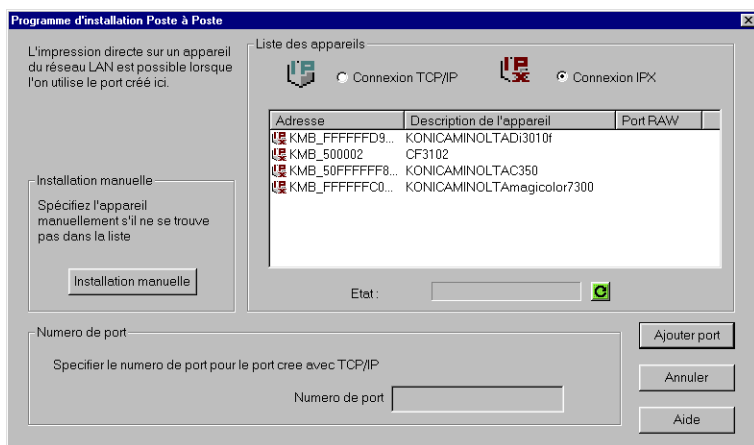 Programme d'installation Poste à Poste
L'impression directe sur un appareil
du réseau LAN est possible lorsque
l'on utilise le port créé ici.
Liste des appareils
IP
Connexion TCP/IP
IPX
Connexion IPX
Adresse Description de l'appareil Port RAW
KMB_FFFFFFD9... KONICAMINOLTADi3010f
KMB_500002 CF3102
KMB_50FFFFFF8... KONICAMINOLTAC350
KMB_FFFFFFC0... KONICAMINOLTAmagicolor7300
Installation manuelle
Spécifiez l'appareil
manuellement s'il ne se trouve
pas dans la liste
Installation manuelle
Etat :
Numero de port
Specifier le numero de port pour le port cree avec TCP/IP
Numero de port
Ajouter port
Annuler
Aide